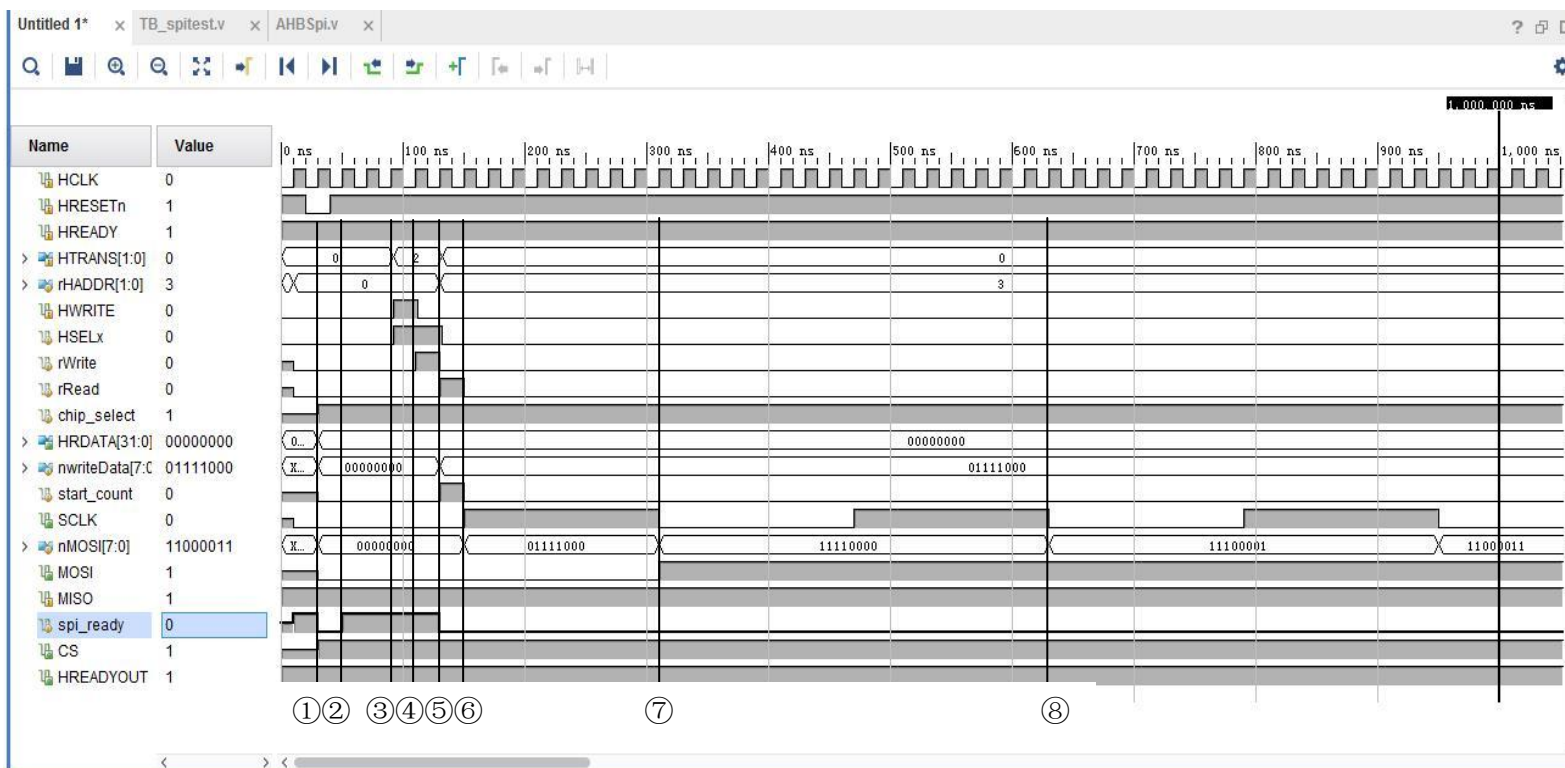 Untitled 1* × TB_spitest.v × AHBSpi.v ×
?
1,000.000 ns
Name Value
0 ns 100 ns 200 ns 300 ns 400 ns 500 ns 600 ns 700 ns 800 ns 900 ns 1,000 ns
HCLK 0
HRESETn 1
HREADY 1
> HTRANS[1:0] 0 0 2 0
> rHADDR[1:0] 3 0 3
HWRITE 0
HSELx 0
rWrite 0
rRead 0
chip_select 1
> HRDATA[31:0] 00000000 0... 00000000
> nwriteData[7:0 01111000 X... 00000000 01111000
start_count 0
SCLK 0
> nMOSI[7:0] 11000011 X... 00000000 01111000 11110000 11100001 11000011
MOSI 1
MISO 1
spi_ready 0
CS 1
HREADYOUT 1
①② ③④⑤⑥ ⑦ ⑧
< > <